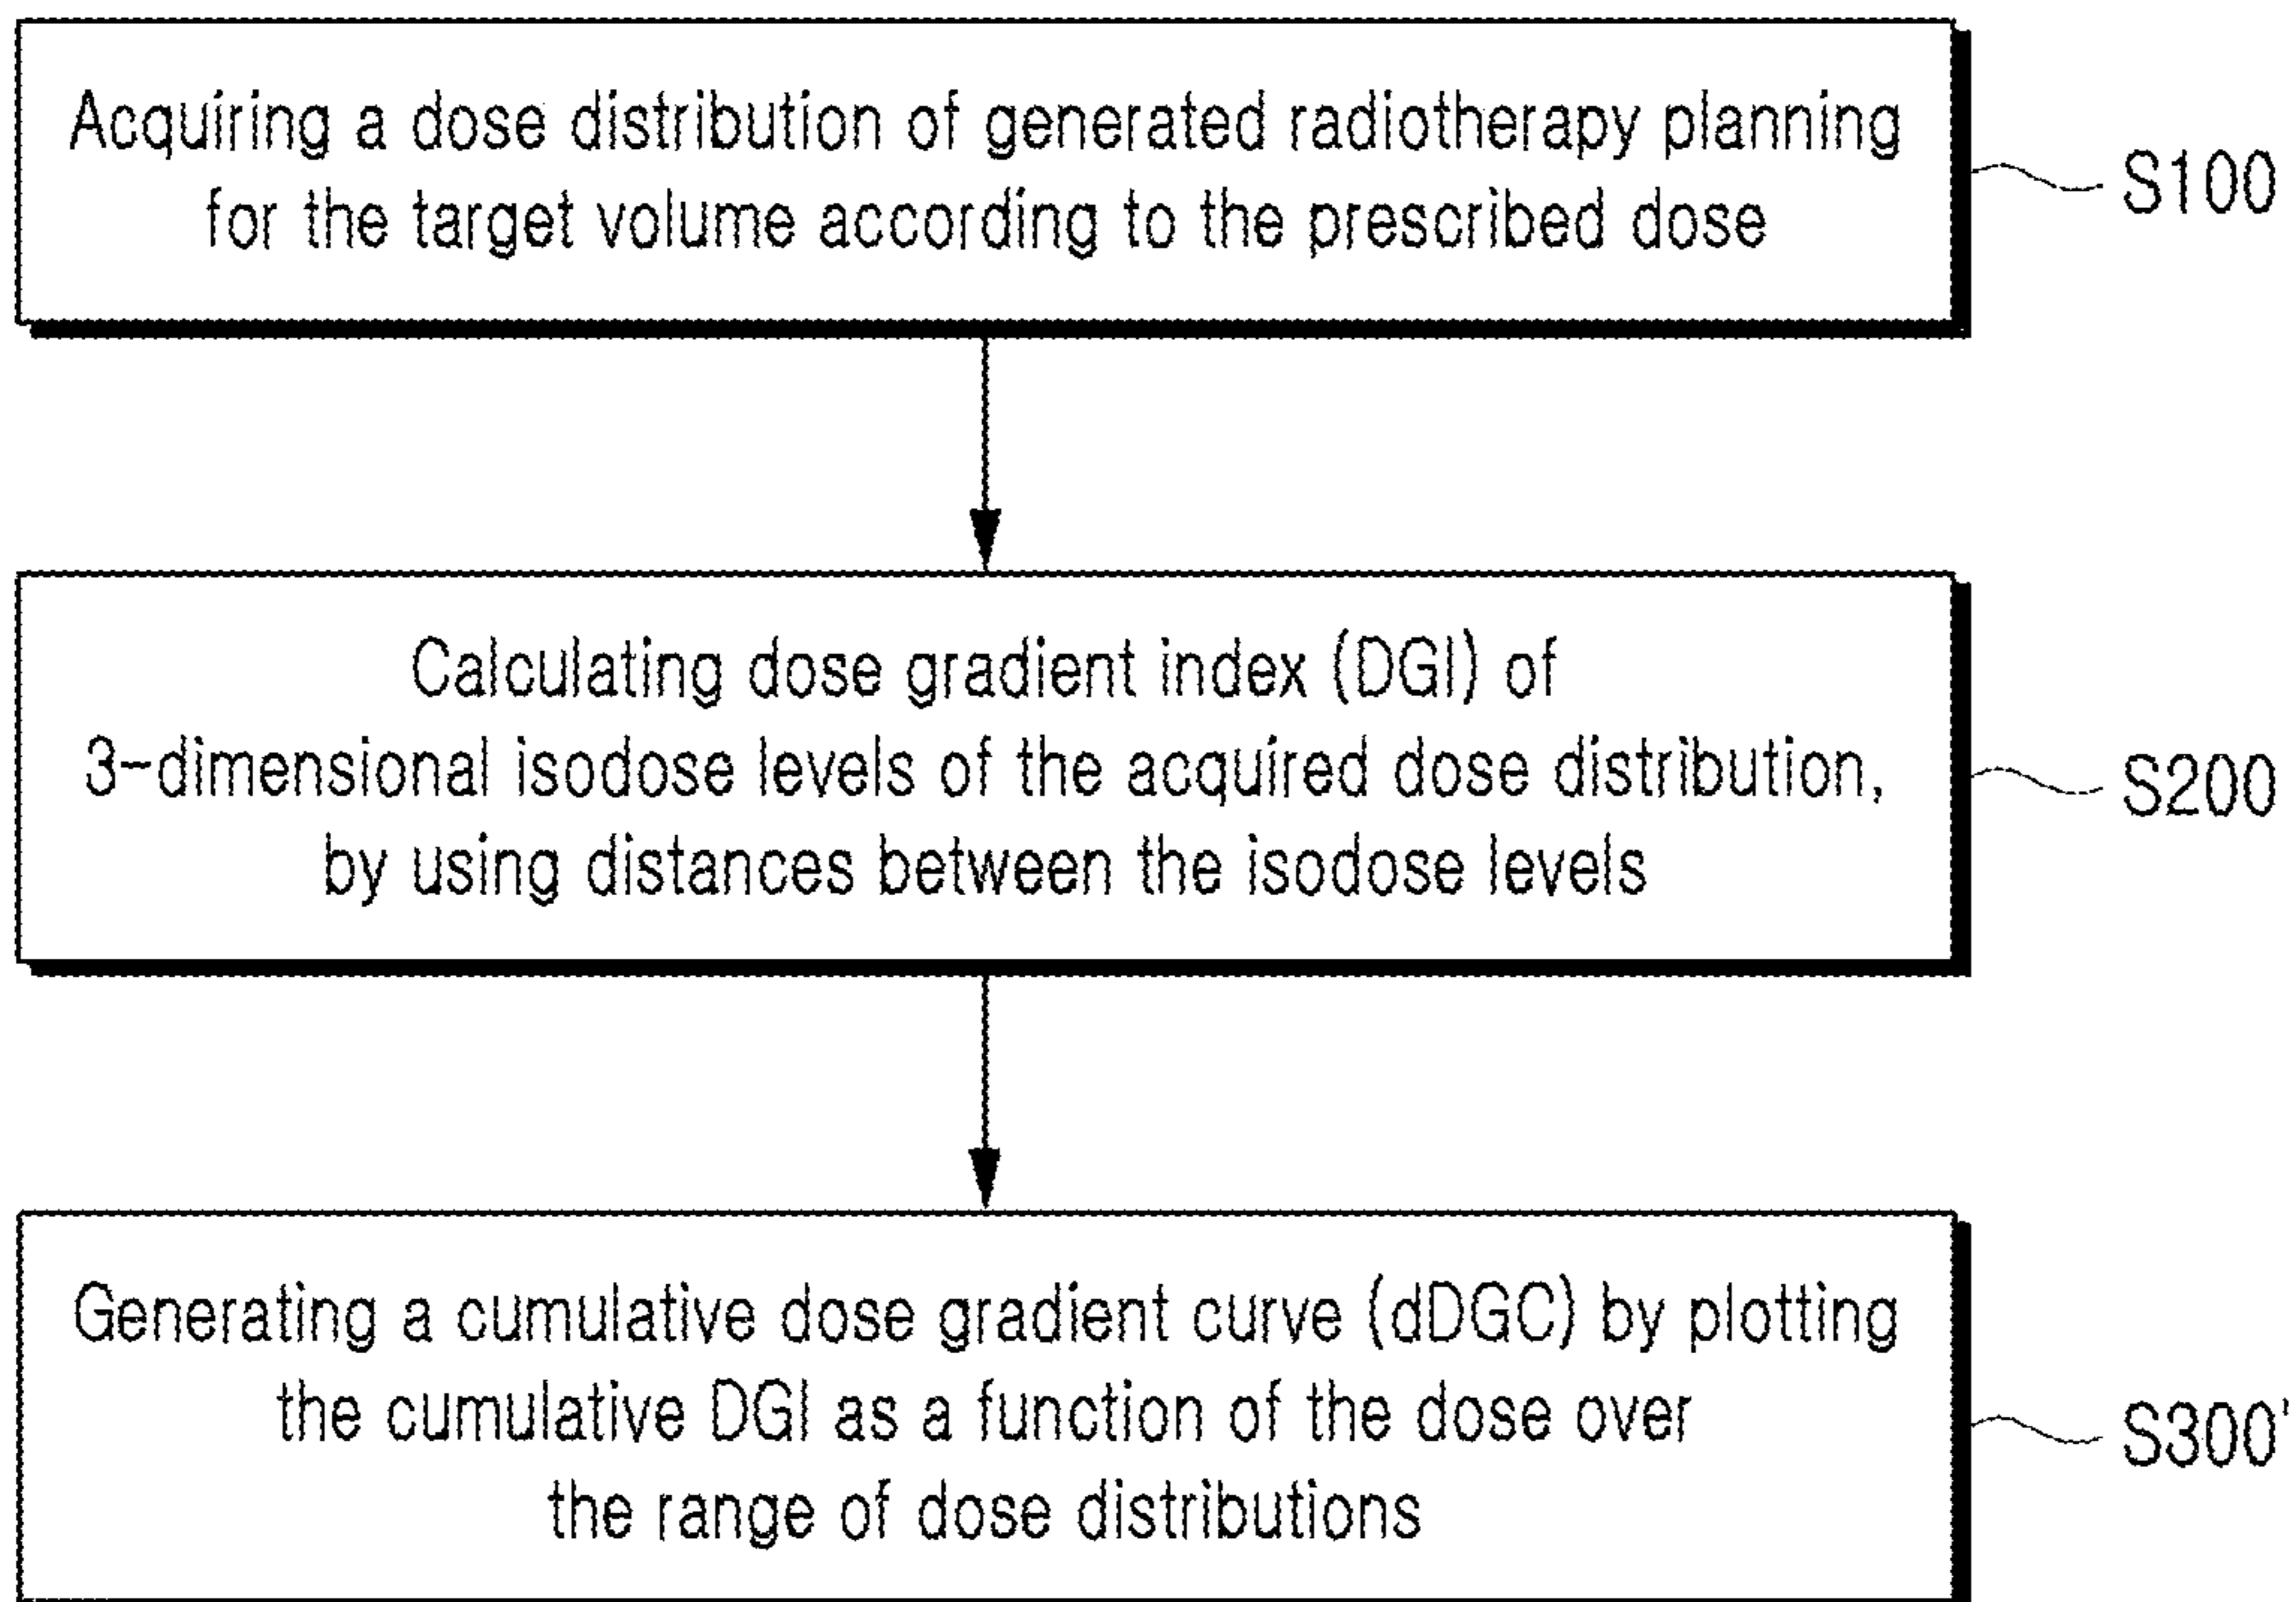 Acquiring a dose distribution of generated radiotherapy planning
for the target volume according to the prescribed dose
S100
Calculating dose gradient index (DGI) of
3-dimensional isodose levels of the acquired dose distribution,
by using distances between the isodose levels
S200
Generating a cumulative dose gradient curve (dDGC) by plotting
the cumulative DGI as a function of the dose over
the range of dose distributions
S300'